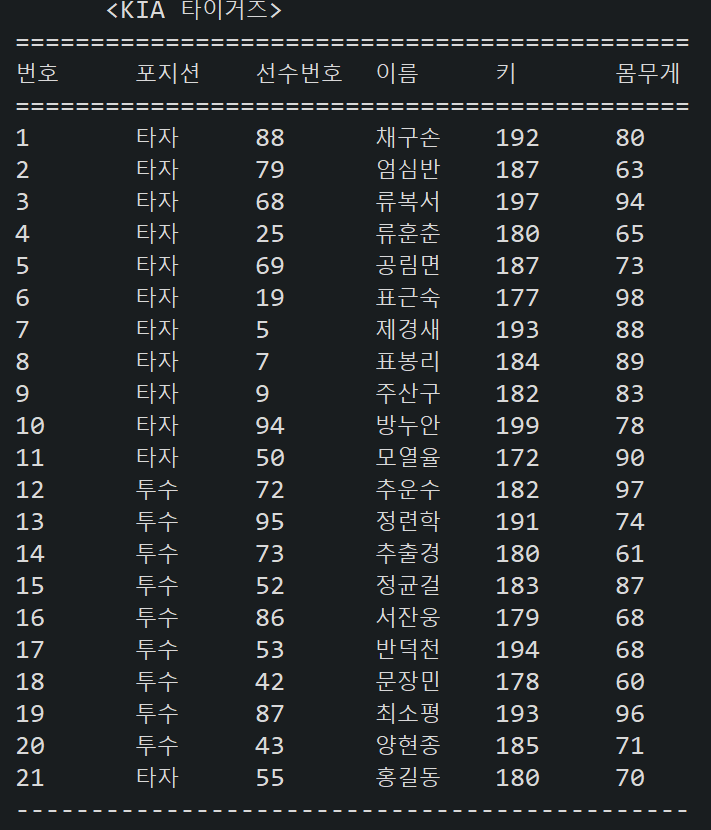 <KIA 타이거즈>
=============================================
번호 포지션 선수번호 이름 키 몸무게
=============================================
1 타자 88 채구손 192 80
2 타자 79 엄심반 187 63
3 타자 68 류복서 197 94
4 타자 25 류훈춘 180 65
5 타자 69 공림면 187 73
6 타자 19 표근숙 177 98
7 타자 5 제경새 193 88
8 타자 7 표봉리 184 89
9 타자 9 주산구 182 83
10 타자 94 방누안 199 78
11 타자 50 모열율 172 90
12 투수 72 추운수 182 97
13 투수 95 정련학 191 74
14 투수 73 추출경 180 61
15 투수 52 정균걸 183 87
16 투수 86 서잔웅 179 68
17 투수 53 반덕천 194 68
18 투수 42 문장민 178 60
19 투수 87 최소평 193 96
20 투수 43 양현종 185 71
21 타자 55 홍길동 180 70
---------------------------------------------